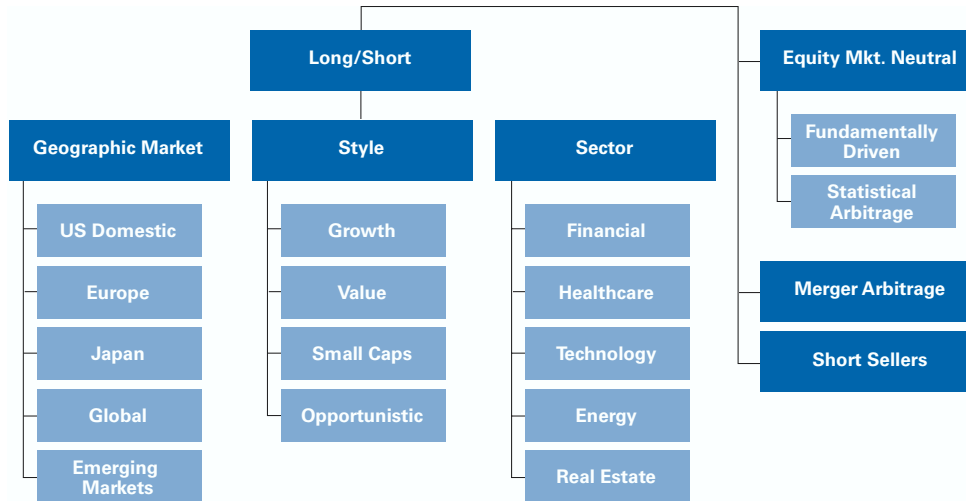 Long/Short
Equity Mkt. Neutral
Geographic Market
Style
Sector
Fundamentally
Driven
Statistical
Arbitrage
US Domestic
Growth
Financial
Europe
Value
Healthcare
Merger Arbitrage
Japan
Small Caps
Technology
Short Sellers
Global
Opportunistic
Energy
Emerging
Markets
Real Estate